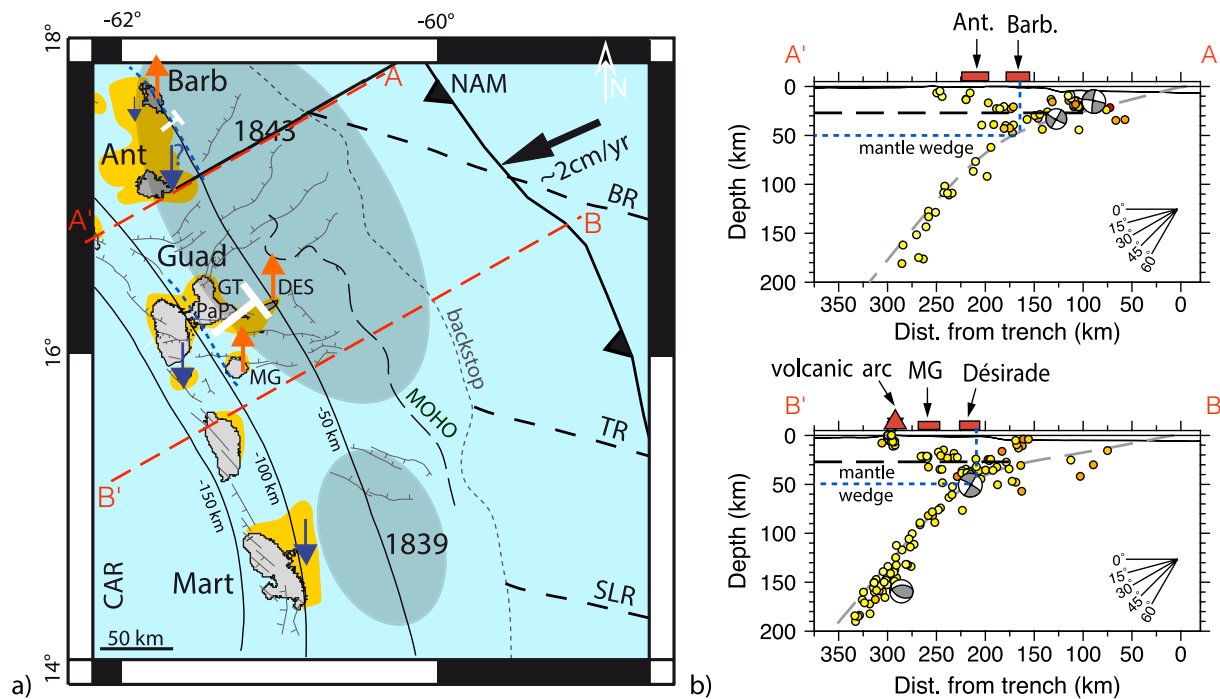 -62°
-60°
18°
16°
14°
N
Barb
A
NAM
1843
~2cm/yr
Ant
?
BR
A'
B
Guad
GT
DES
PaP
backstop
MG
MOHO
TR
-50 km
-100 km
B'
-150 km
1839
Mart
CAR
SLR
50 km
a)
Ant.
Barb.
A'
A
0
50
100
150
200
Depth (km)
mantle wedge
0°
15°
30°
45°
60°
350 300 250 200 150 100 50 0
Dist. from trench (km)
volcanic arc
MG
Désirade
B'
B
0
50
100
150
200
Depth (km)
mantle
wedge
0°
15°
30°
45°
60°
350 300 250 200 150 100 50 0
Dist. from trench (km)
b)